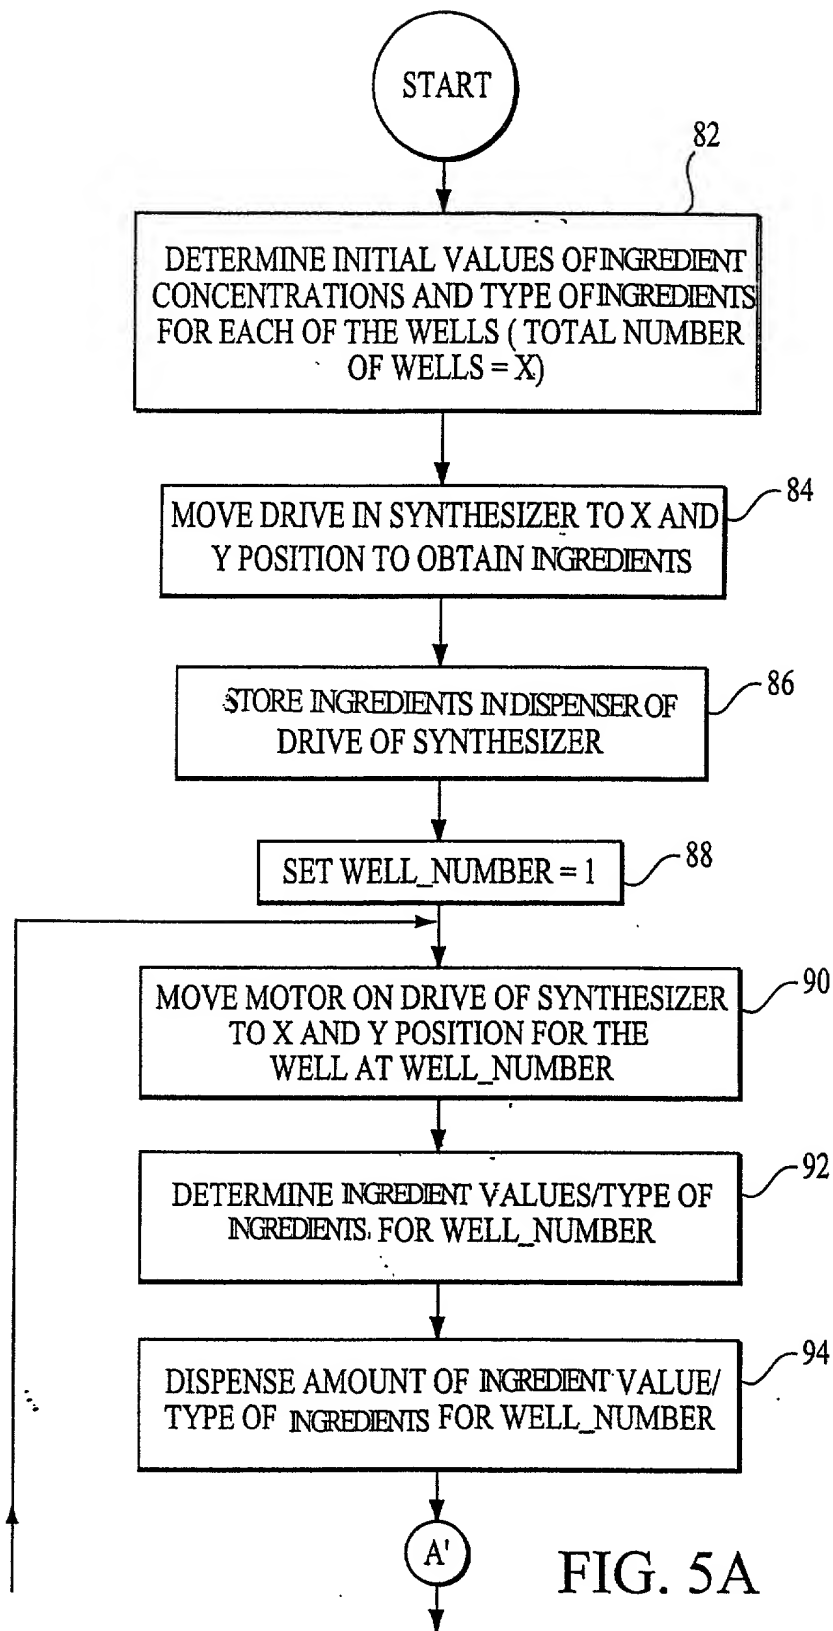 START
82
DETERMINE INITIAL VALUES OF INGREDIENT
CONCENTRATIONS AND TYPE OF INGREDIENTS
FOR EACH OF THE WELLS ( TOTAL NUMBER
OF WELLS = X)
84
MOVE DRIVE IN SYNTHESIZER TO X AND
Y POSITION TO OBTAIN INGREDIENTS
86
STORE INGREDIENTS IN DISPENSER OF
DRIVE OF SYNTHESIZER
88
SET WELL_NUMBER = 1
90
MOVE MOTOR ON DRIVE OF SYNTHESIZER
TO X AND Y POSITION FOR THE
WELL AT WELL_NUMBER
92
DETERMINE INGREDIENT VALUES/TYPE OF
INGREDIENTS FOR WELL_NUMBER
94
DISPENSE AMOUNT OF INGREDIENT VALUE/
TYPE OF INGREDIENTS FOR WELL_NUMBER
A'
FIG. 5A